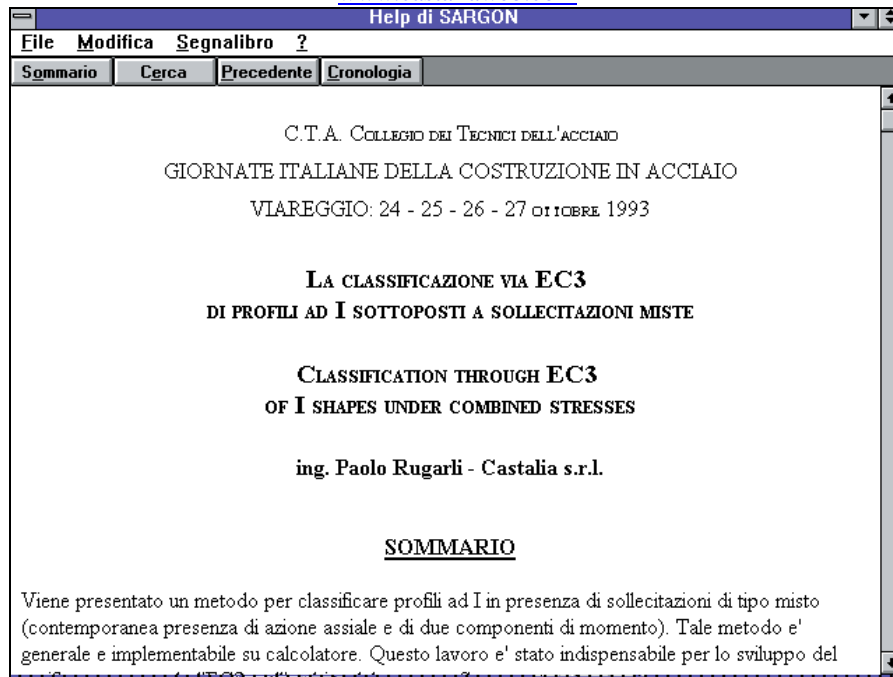 Help di SARGON
File Modifica Segnalibro ?
Sommario Cerca Precedente Cronologia
C.T.A. Collegio dei Tecnici dell'acciaio
GIORNATE ITALIANE DELLA COSTRUZIONE IN ACCIAIO
VIAREGGIO: 24 - 25 - 26 - 27 ottobre 1993
La classificazione via EC3
di profili ad I sottoposti a sollecitazioni miste
Classification through EC3
of I shapes under combined stresses
ing. Paolo Rugarli - Castalia s.r.l.
SOMMARIO
Viene presentato un metodo per classificare profili ad I in presenza di sollecitazioni di tipo misto
(contemporanea presenza di azione assiale e di due componenti di momento). Tale metodo e'
generale e implementabile su calcolatore. Questo lavoro e' stato indispensabile per lo sviluppo del